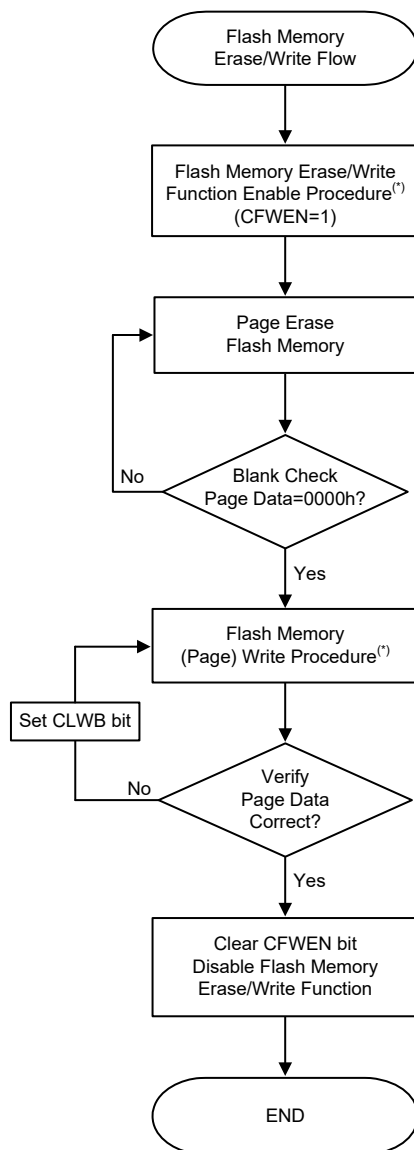 Flash Memory
Erase/Write Flow
Flash Memory Erase/Write
Function Enable Procedure(*)
(CFWEN=1)
Page Erase
Flash Memory
Blank Check
Page Data=0000h?
No
Yes
Flash Memory
(Page) Write Procedure(*)
Set CLWB bit
Verify
Page Data
Correct?
No
Yes
Clear CFWEN bit
Disable Flash Memory
Erase/Write Function
END